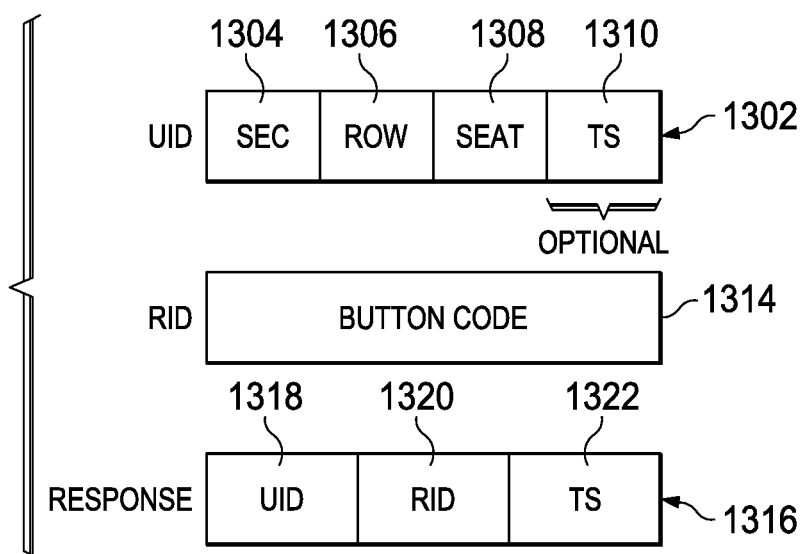 1304 1306 1308 1310
UID SEC ROW SEAT TS 1302
OPTIONAL
RID BUTTON CODE 1314
1318 1320 1322
RESPONSE UID RID TS 1316